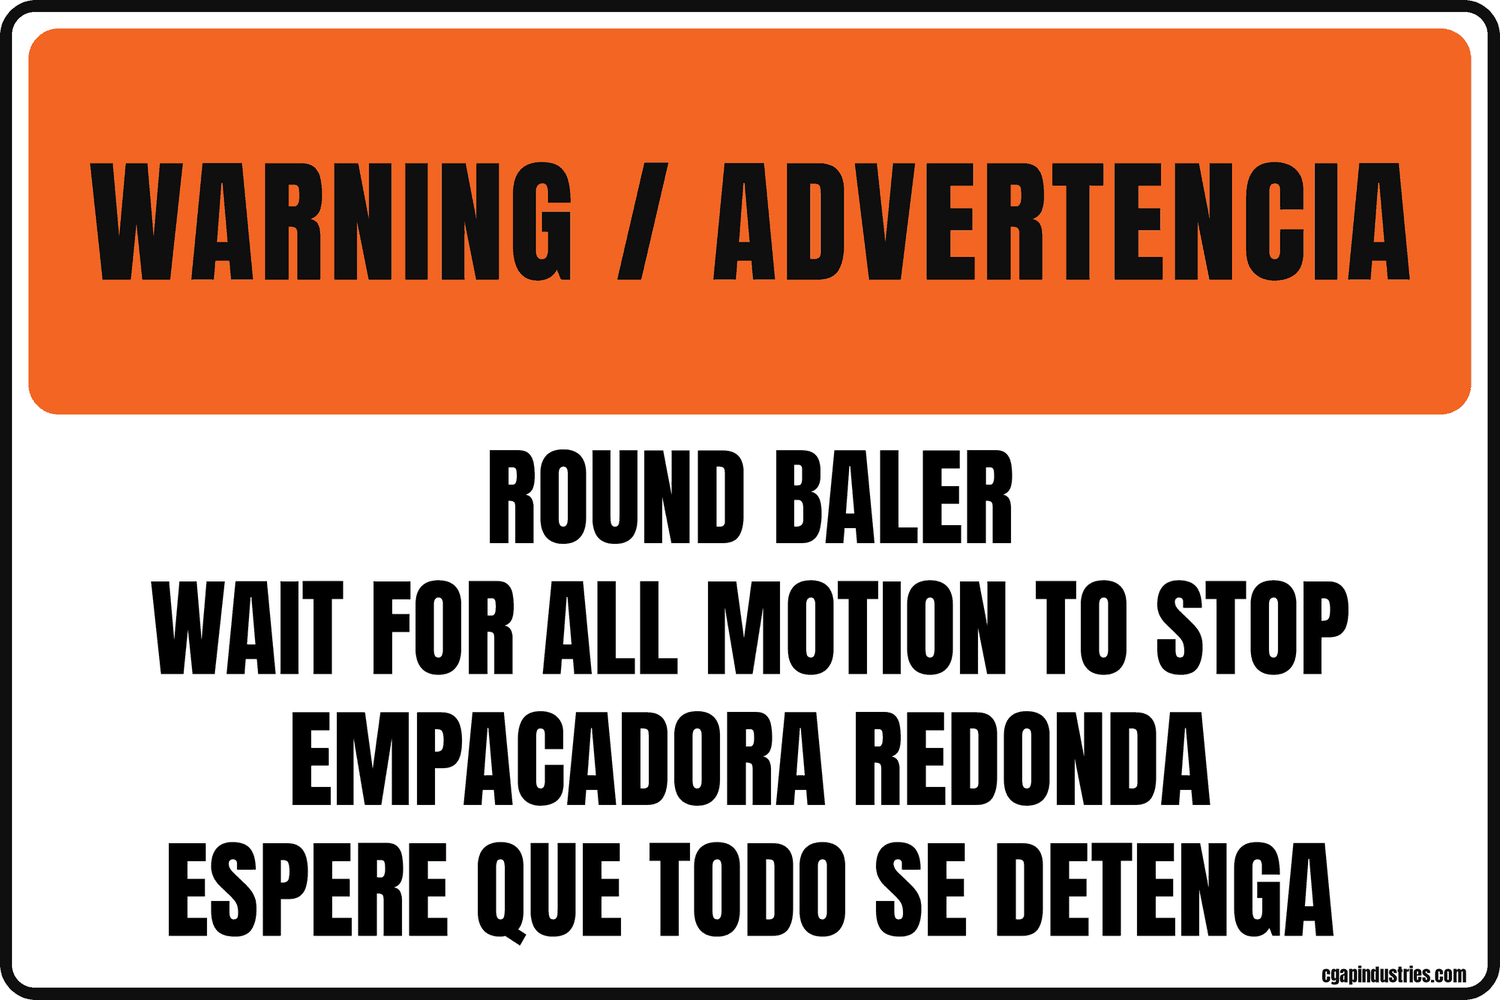 WARNING / ADVERTENCIA
ROUND BALER
WAIT FOR ALL MOTION TO STOP
EMPACADORA REDONDA
ESPERE QUE TODO SE DETENGA
cgapindustries.com